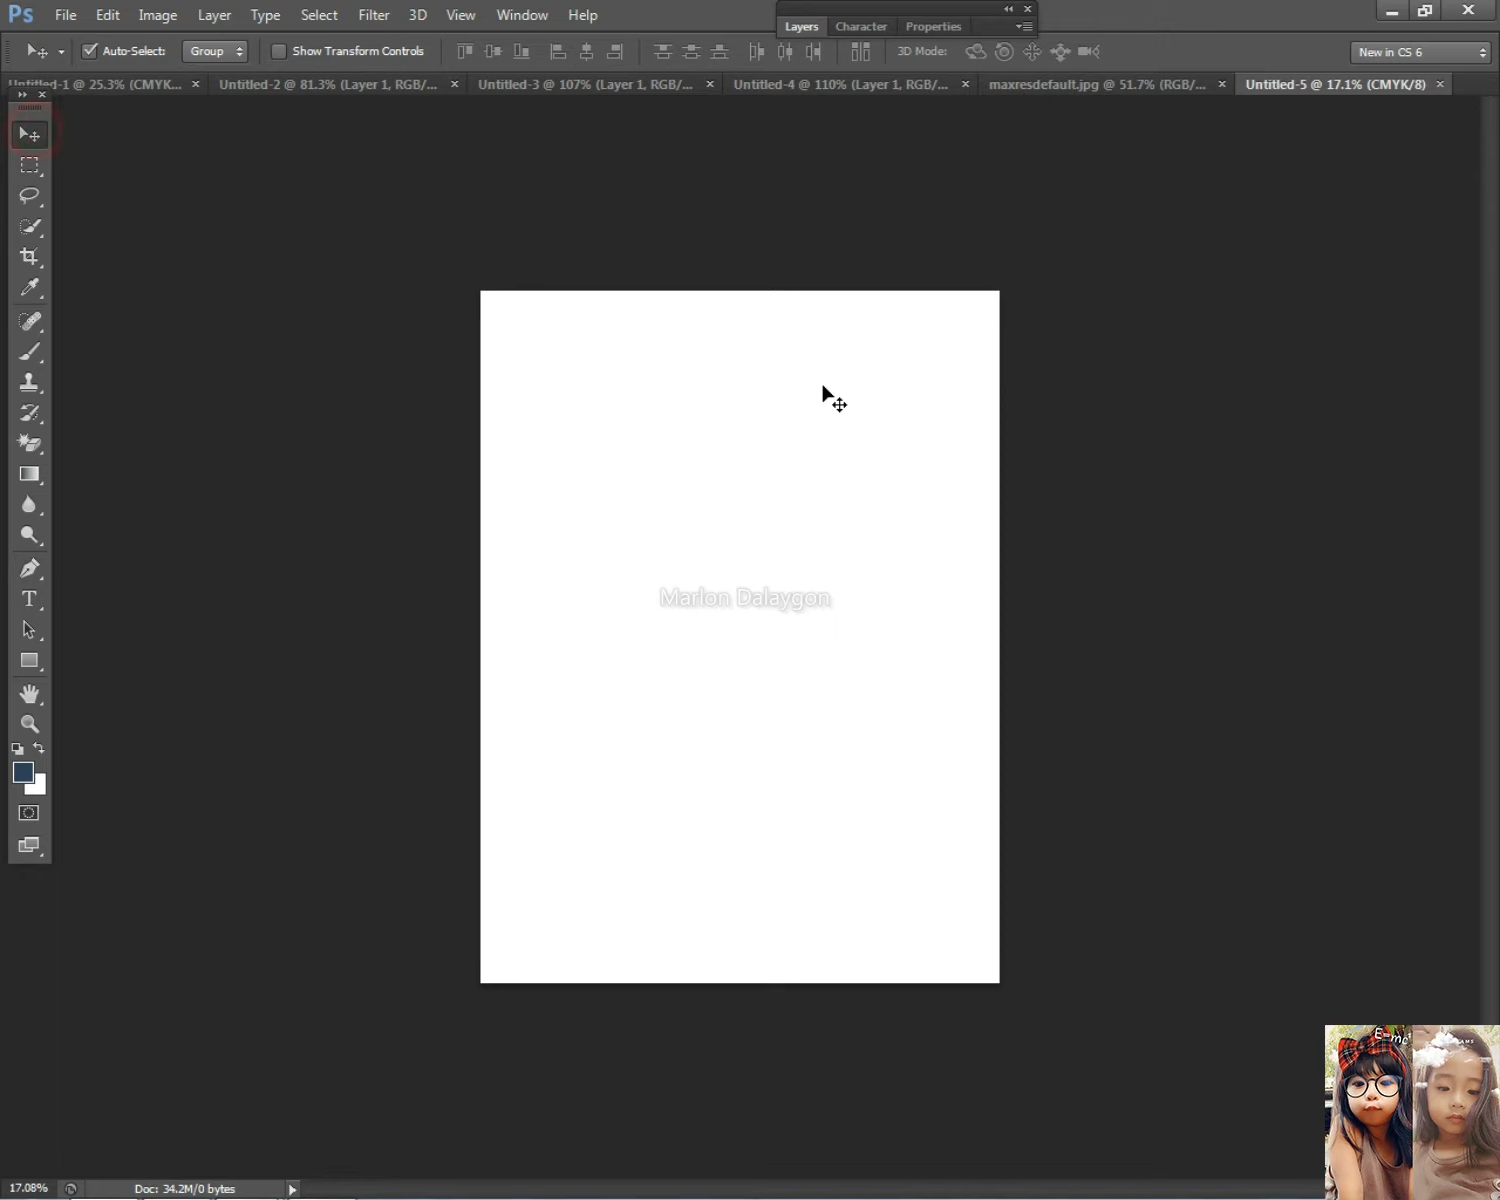 Ps File Edit Image Layer Type Select Filter 3D View Window Help
Layers Character Properties
Auto-Select: Group Show Transform Controls 3D Mode: New in CS 6
Untitled-1 @ 25.3% (CMYK... Untitled-2 @ 81.3% (Layer 1, RGB/... Untitled-3 @ 107% (Layer 1, RGB/... Untitled-4 @ 110% (Layer 1, RGB/... maxresdefault.jpg @ 51.7% (RGB/... Untitled-5 @ 17.1% (CMYK/8)
T
Marlon Dalaygon
E=mc
17.08% Doc: 34.2M/0 bytes